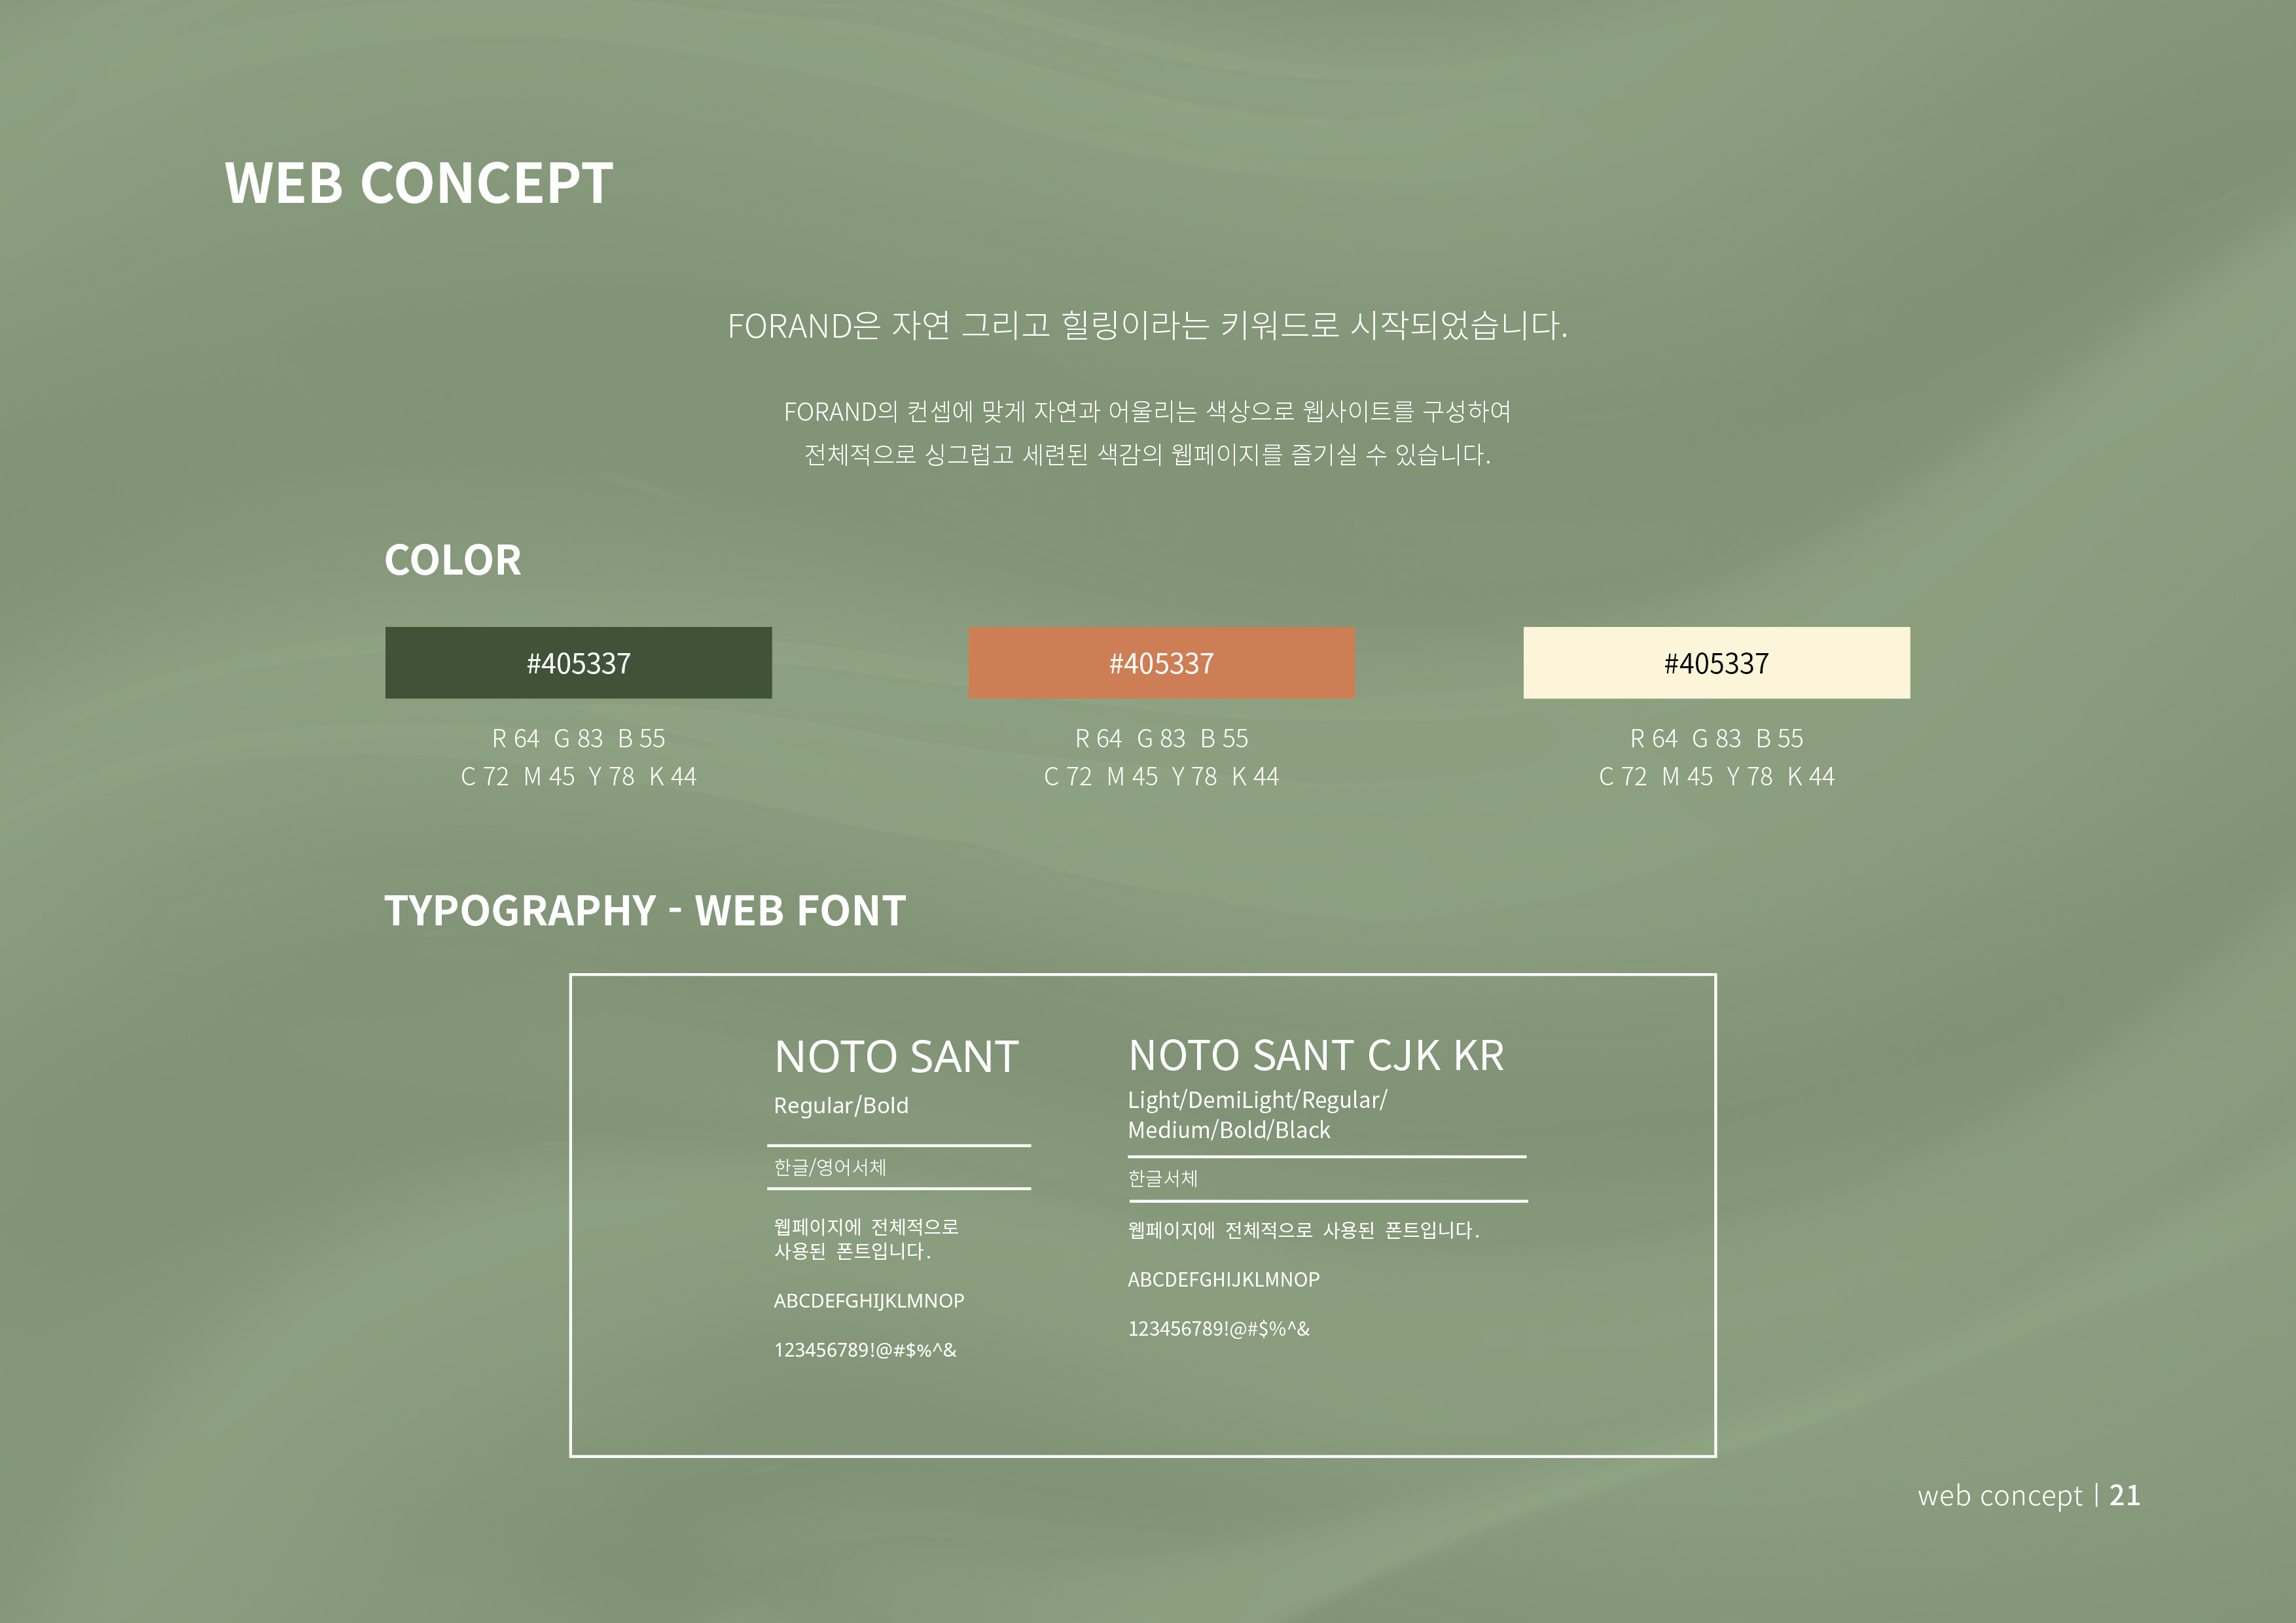 WEB CONCEPT
FORAND은 자연 그리고 힐링이라는 키워드로 시작되었습니다.
FORAND의 컨셉에 맞게 자연과 어울리는 색상으로 웹사이트를 구성하여
전체적으로 싱그럽고 세련된 색감의 웹페이지를 즐기실 수 있습니다.
COLOR
#405337
R 64 G 83 B 55
C 72 M 45 Y 78 K 44
#405337
R 64 G 83 B 55
C 72 M 45 Y 78 K 44
#405337
R 64 G 83 B 55
C 72 M 45 Y 78 K 44
TYPOGRAPHY - WEB FONT
NOTO SANT
Regular/Bold
한글/영어서체
웹페이지에 전체적으로
사용된 폰트입니다.
ABCDEFGHIJKLMNOP
123456789!@#$%^&
NOTO SANT CJK KR
Light/DemiLight/Regular/
Medium/Bold/Black
한글서체
웹페이지에 전체적으로 사용된 폰트입니다.
ABCDEFGHIJKLMNOP
123456789!@#$%^&
web concept | 21